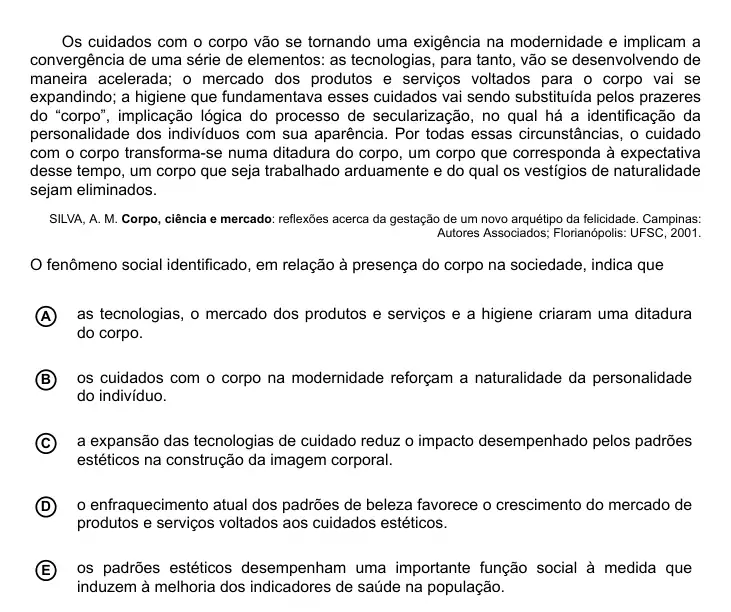 Os cuidados com o corpo vão se tornando uma exigência na modernidade e implicam a
convergência de uma série de elementos: as tecnologias, para tanto, vão se desenvolvendo de
maneira acelerada; o mercado dos produtos e serviços voltados para o corpo vai se
expandindo; a higiene que fundamentava esses cuidados vai sendo substituída pelos prazeres
do “corpo”, implicação lógica do processo de secularização, no qual há a identificação da
personalidade dos indivíduos com sua aparência. Por todas essas circunstâncias, o cuidado
com o corpo transforma-se numa ditadura do corpo, um corpo que corresponda à expectativa
desse tempo, um corpo que seja trabalhado arduamente e do qual os vestígios de naturalidade
sejam eliminados.
SILVA, A. M. Corpo, ciência e mercado: reflexões acerca da gestação de um novo arquétipo da felicidade. Campinas:
Autores Associados; Florianópolis: UFSC, 2001.
O fenômeno social identificado, em relação à presença do corpo na sociedade, indica que
A as tecnologias, o mercado dos produtos e serviços e a higiene criaram uma ditadura
do corpo.
B os cuidados com o corpo na modernidade reforçam a naturalidade da personalidade
do indivíduo.
C a expansão das tecnologias de cuidado reduz o impacto desempenhado pelos padrões
estéticos na construção da imagem corporal.
D o enfraquecimento atual dos padrões de beleza favorece o crescimento do mercado de
produtos e serviços voltados aos cuidados estéticos.
E os padrões estéticos desempenham uma importante função social à medida que
induzem à melhoria dos indicadores de saúde na população.